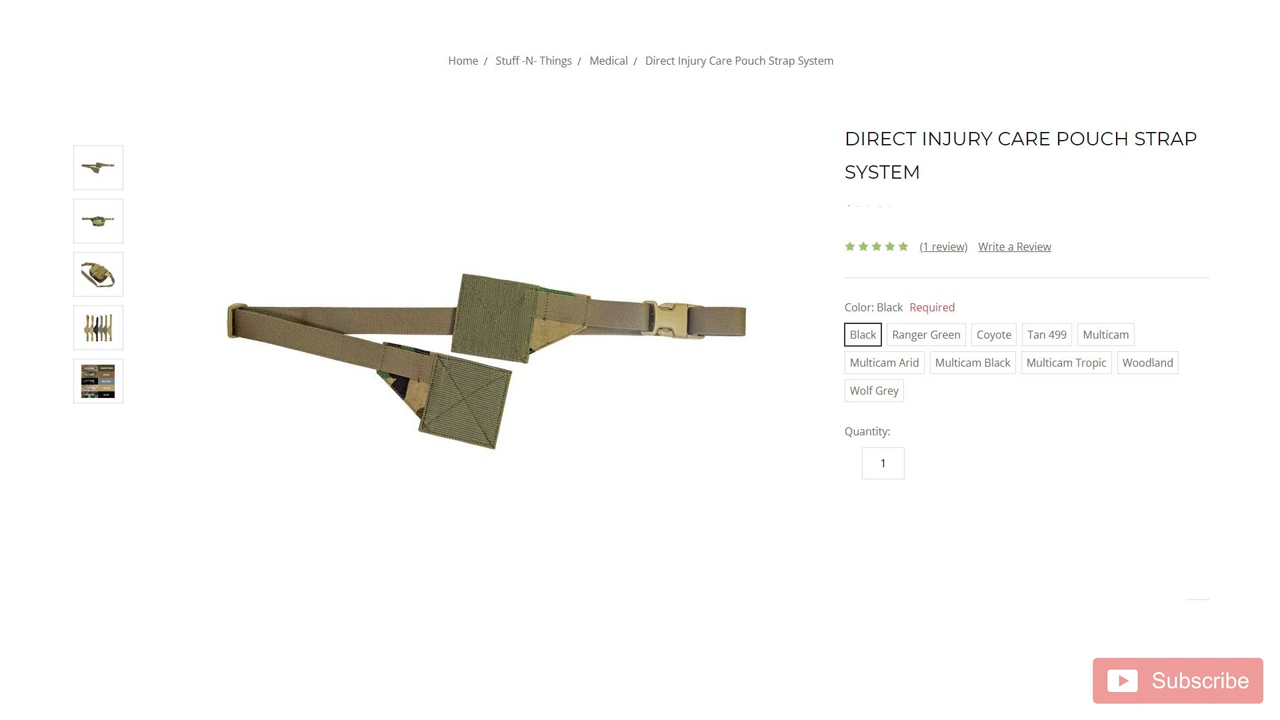 Home / Stuff -N- Things / Medical / Direct Injury Care Pouch Strap System
DIRECT INJURY CARE POUCH STRAP
SYSTEM
(1 review) Write a Review
Color: Black Required
Black Ranger Green Coyote Tan 499 Multicam
Multicam Arid Multicam Black Multicam Tropic Woodland
Wolf Grey
Quantity:
1
Subscribe